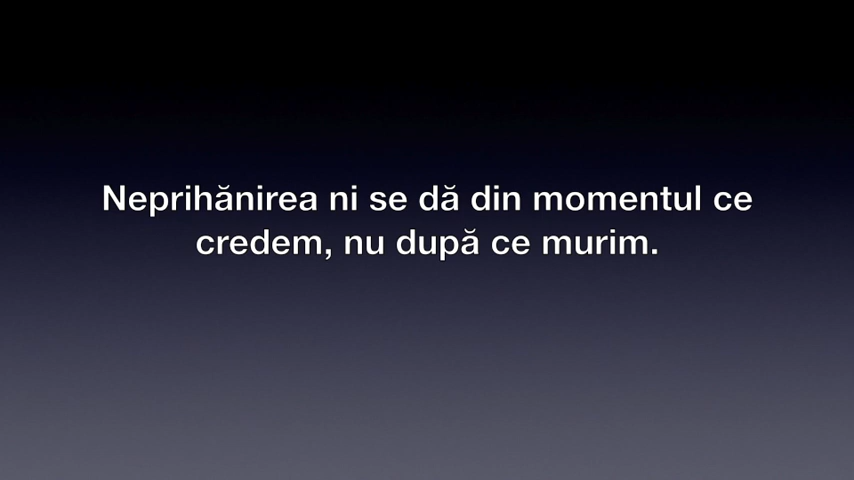 Neprihănirea ni se dă din momentul ce
credem, nu după ce murim.